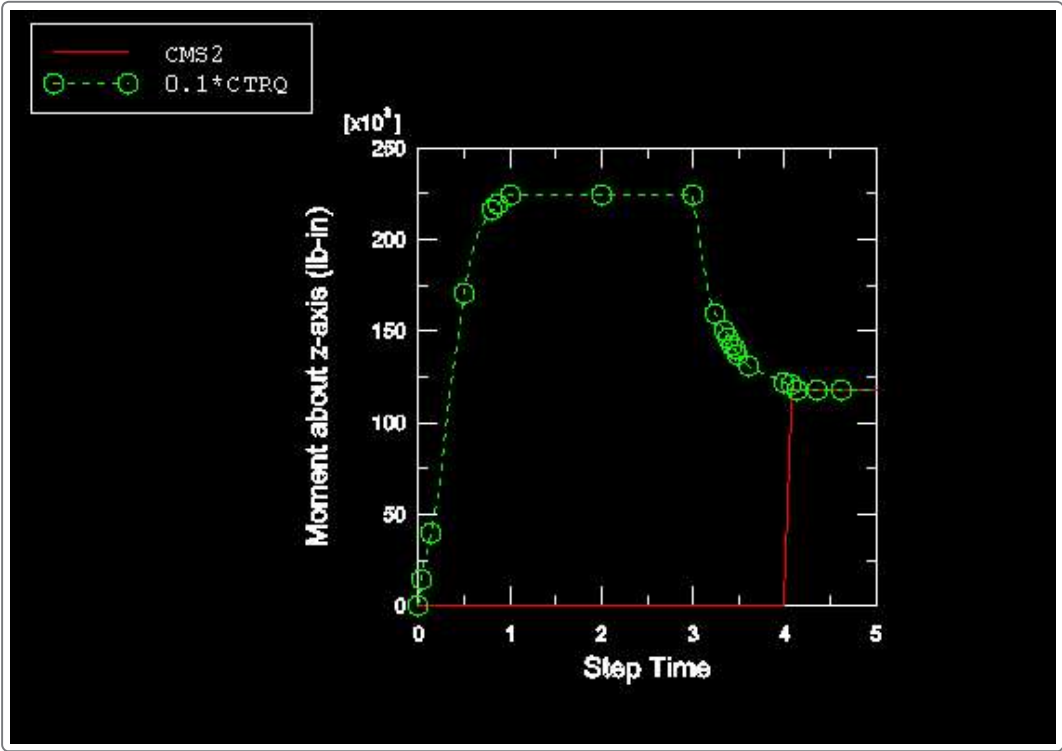 CMS2
0.1*CTRQ
[x10³]
250
200
150
100
50
0
Moment about z-axis (lb-in)
0 1 2 3 4 5
Step Time